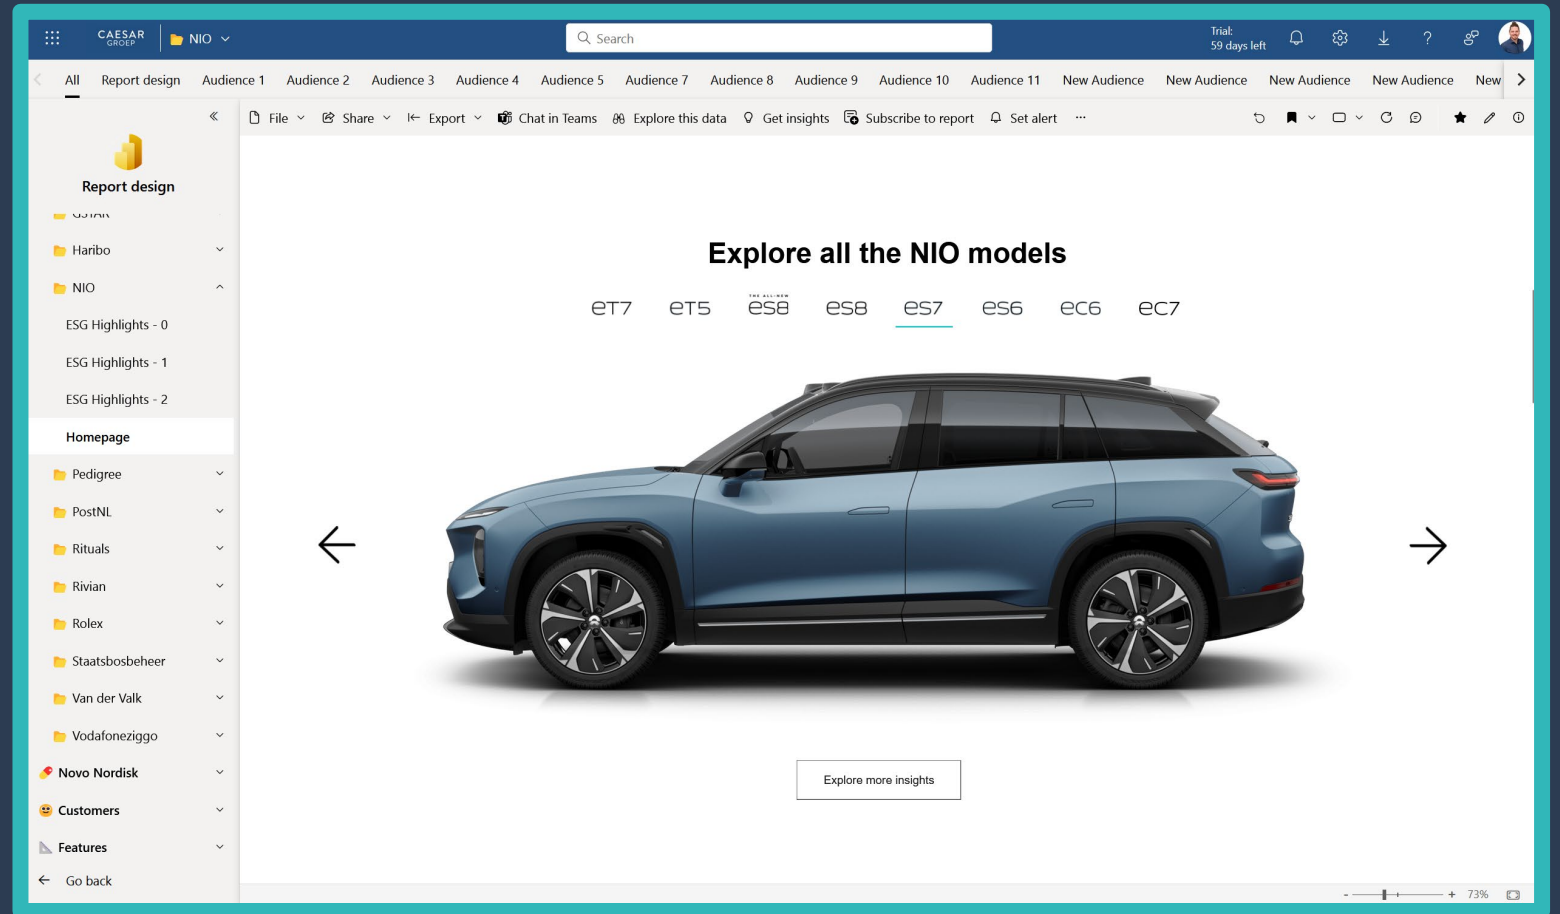 CAESAR
GROEP
NIO
Search
Trial:
59 days left
All Report design Audience 1 Audience 2 Audience 3 Audience 4 Audience 5 Audience 7 Audience 8 Audience 9 Audience 10 Audience 11 New Audience New Audience New Audience New Audience New
File Share Export Chat in Teams Explore this data Get insights Subscribe to report Set alert ...
Report design
GSTAR
Haribo
NIO
ESG Highlights - 0
ESG Highlights - 1
ESG Highlights - 2
Homepage
Pedigree
PostNL
Rituals
Rivian
Rolex
Staatsbosbeheer
Van der Valk
Vodafoneziggo
Novo Nordisk
Customers
Features
Go back
Explore all the NIO models
THE ALL-NEW
eT7 eT5 eS8 eS8 eS7 eS6 eC6 eC7
Explore more insights
- + 73%